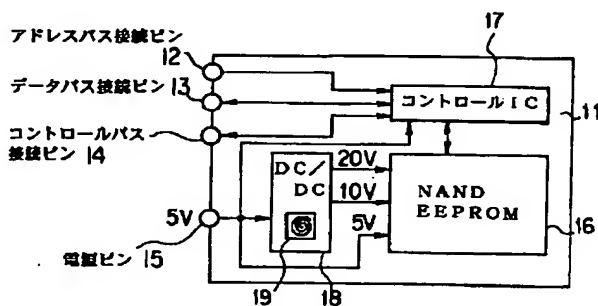 アドレスバス接続ピン
12
データバス接続ピン
13
コントロールバス
接続ピン 14
5V
電源ピン 15
17
コントロールIC
11
DC/
DC
20V
10V
5V
NAND
EEPROM
16
19
18